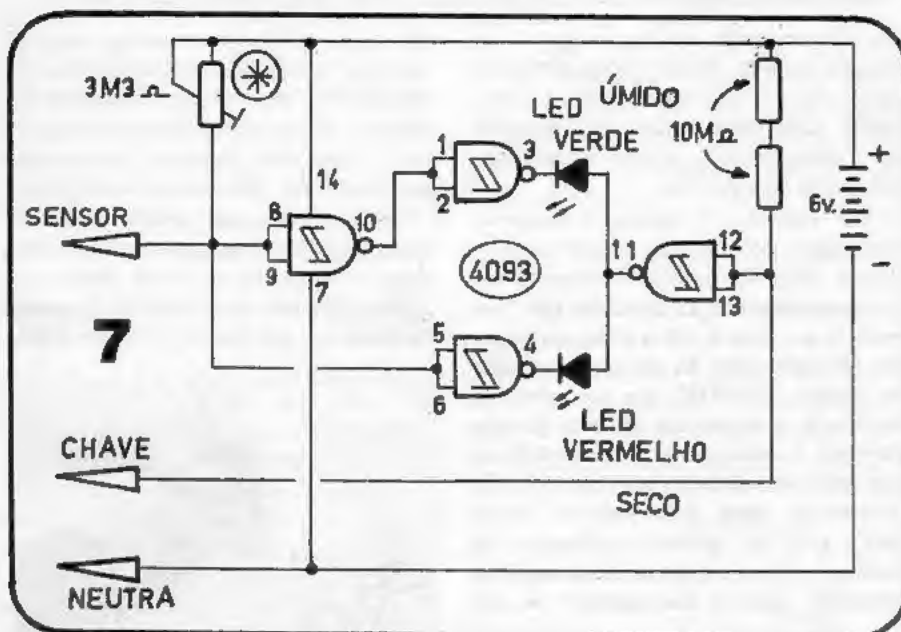 3M3 Ω
ÚMIDO
10MΩ
LED
VERDE
1
2
3
14
8
9
10
7
SENSOR
4093
11
12
13
6v.
+
-
7
5
6
4
LED
VERMELHO
CHAVE
SECO
NEUTRA